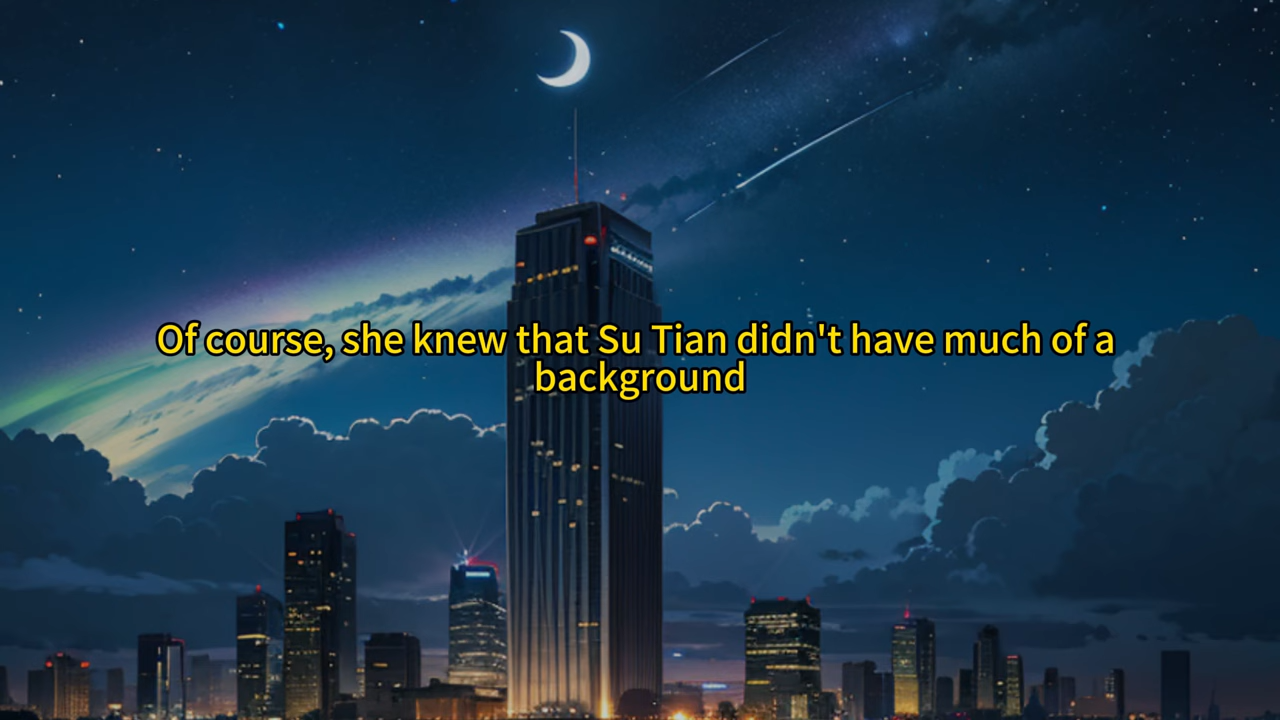 Of course, she knew that Su Tian didn't have much of a
background